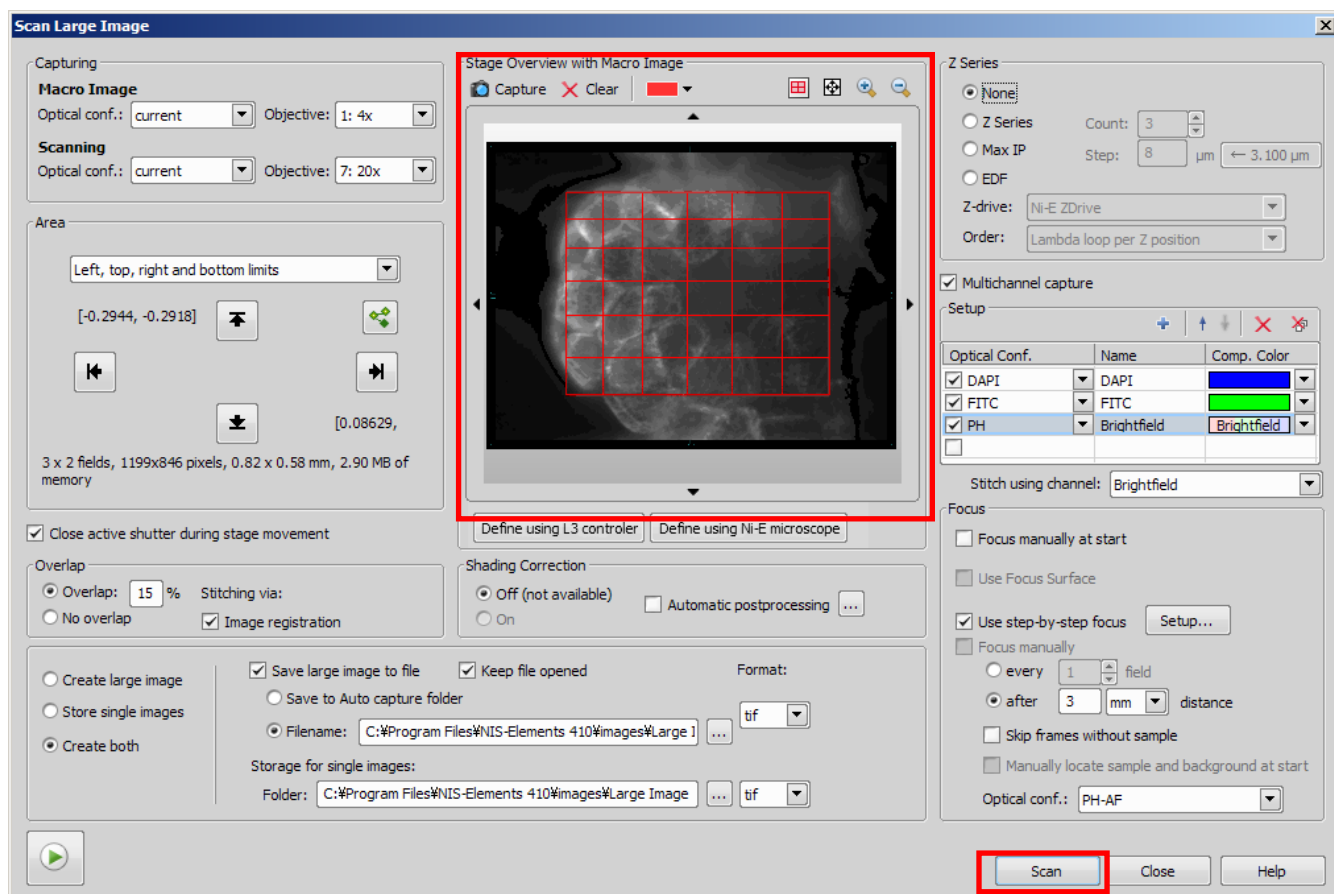 Scan Large Image
Capturing
Macro Image
Optical conf.: current Objective: 1: 4x
Scanning
Optical conf.: current Objective: 7: 20x
Area
Left, top, right and bottom limits
[-0.2944, -0.2918]
[0.08629,
3 x 2 fields, 1199x846 pixels, 0.82 x 0.58 mm, 2.90 MB of
memory
Close active shutter during stage movement
Overlap
Overlap: 15 % Stitching via:
No overlap Image registration
Stage Overview with Macro Image
Capture Clear
Define using L3 controler Define using Ni-E microscope
Shading Correction
Off (not available) Automatic postprocessing ...
On
Create large image
Store single images
Create both
Save large image to file Keep file opened Format:
Save to Auto capture folder
Filename: C:¥Program Files¥NIS-Elements 410¥images¥Large I ... tif
Storage for single images:
Folder: C:¥Program Files¥NIS-Elements 410¥images¥Large Image ... tif
Z Series
None
Z Series Count: 3
Max IP Step: 8 µm ← 3.100 µm
EDF
Z-drive: Ni-E ZDrive
Order: Lambda loop per Z position
Multichannel capture
Setup
Optical Conf. Name Comp. Color
DAPI DAPI
FITC FITC
PH Brightfield Brightfield
Stitch using channel: Brightfield
Focus
Focus manually at start
Use Focus Surface
Use step-by-step focus Setup...
Focus manually
every 1 field
after 3 mm distance
Skip frames without sample
Manually locate sample and background at start
Optical conf.: PH-AF
Scan Close Help